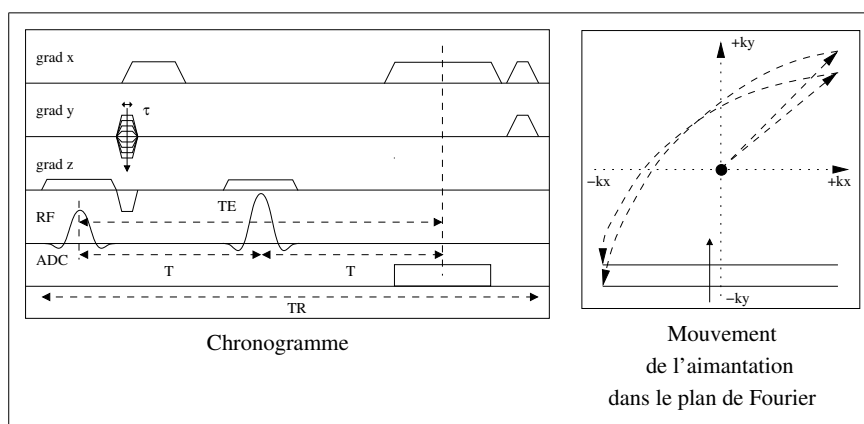 grad x
grad y
τ
grad z
TE
RF
ADC
T
T
TR
Chronogramme
+ky
−kx
+kx
−ky
Mouvement
de l'aimantation
dans le plan de Fourier